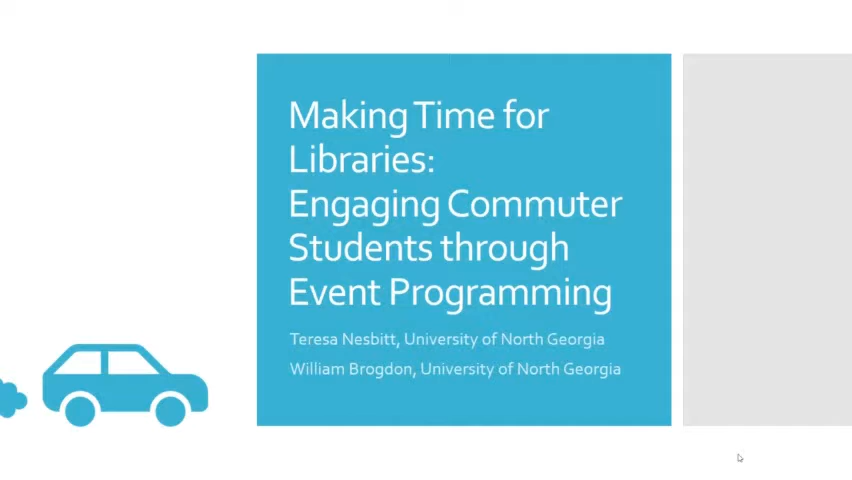 Making Time for
Libraries:
Engaging Commuter
Students through
Event Programming
Teresa Nesbitt, University of North Georgia
William Brogdon, University of North Georgia